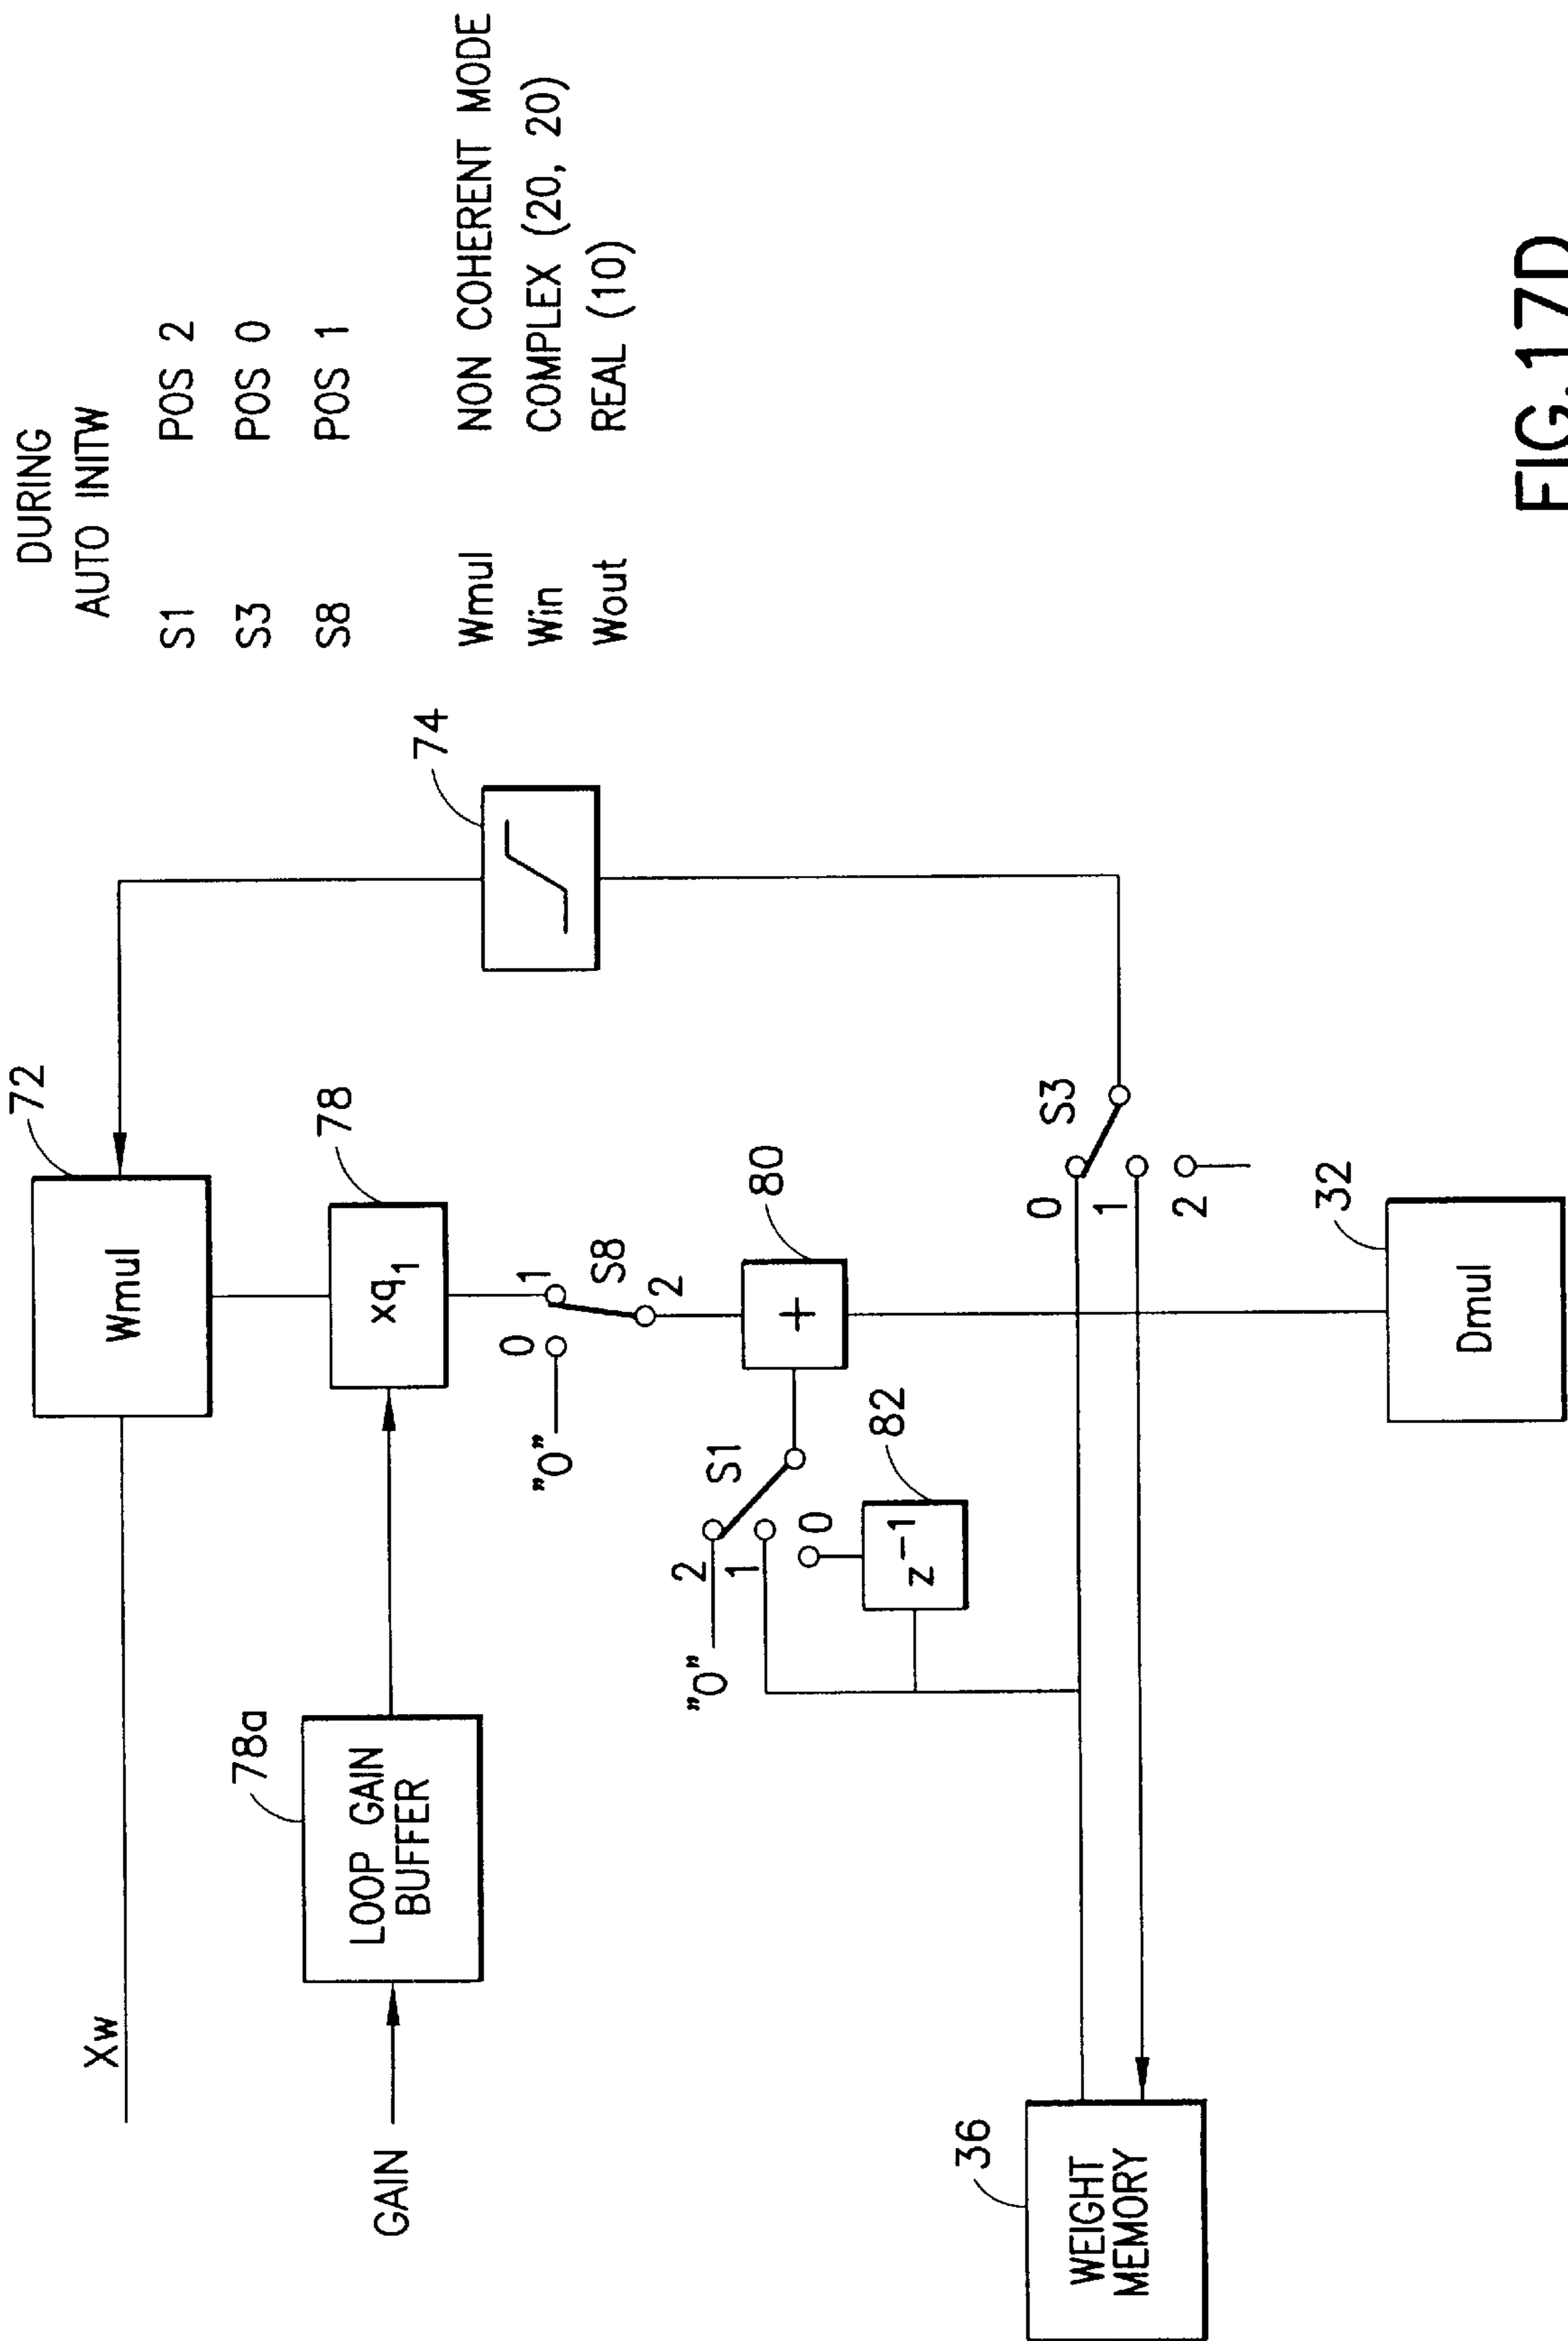 DURING
AUTO INITW
S1 POS 2
S3 POS 0
S8 POS 1
Wmul NON COHERENT MODE
Win COMPLEX (20, 20)
Wout REAL (10)
74
72
Wmul
Xw
78
xq1
78a
LOOP GAIN
BUFFER
GAIN
"0"
0
1
S8
2
80
+
"0"
2
1
0
S1
82
z−1
S3
0
1
2
36
WEIGHT
MEMORY
32
Dmul
FIG.17D